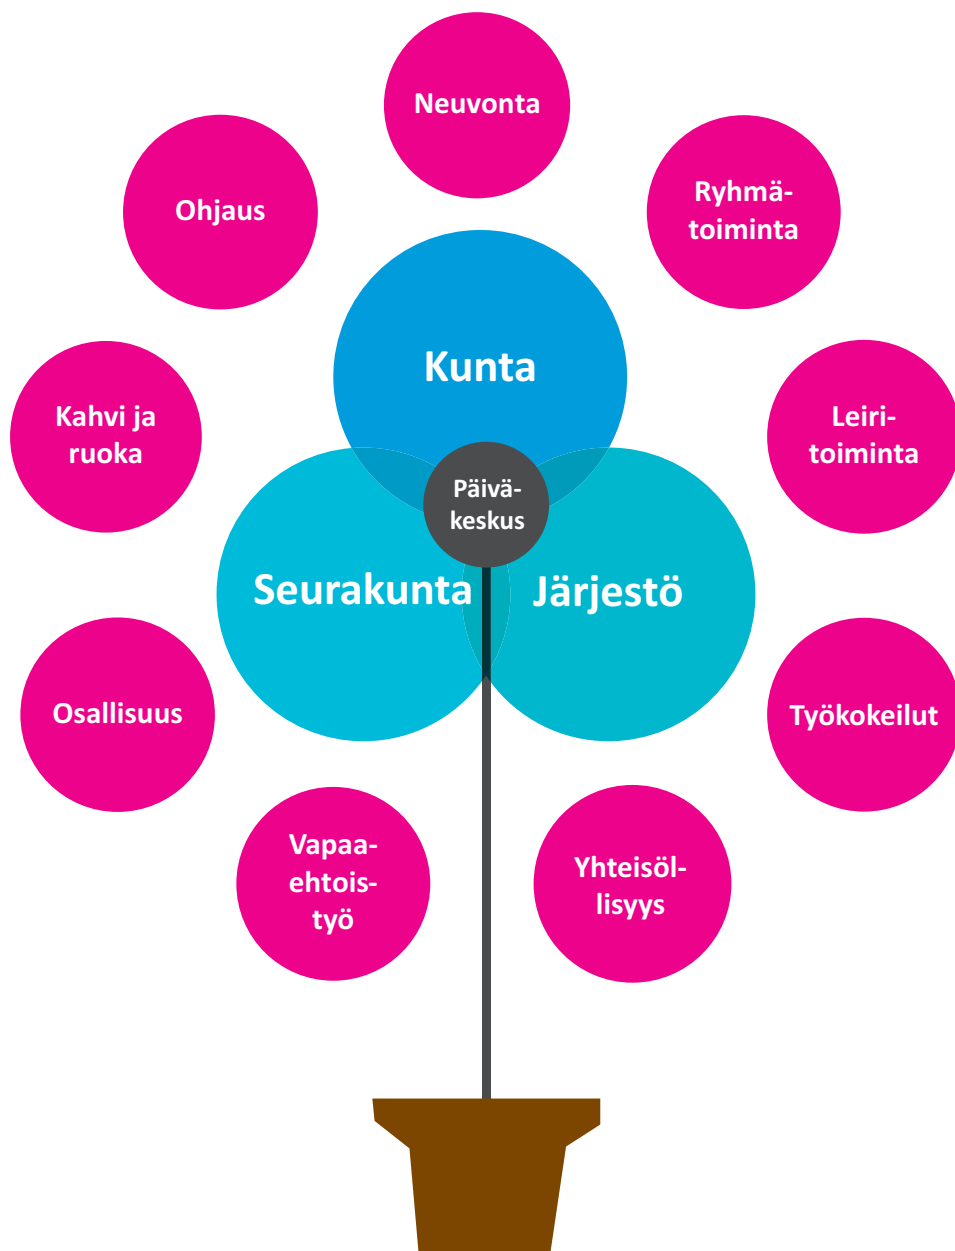 Neuvonta
Ohjaus
Ryhmä-
toiminta
Kunta
Kahvi ja
ruoka
Leiri-
toiminta
Päivä-
keskus
Seurakunta
Järjestö
Osallisuus
Työkokeilut
Vapaa-
ehtois-
työ
Yhteisöl-
lisyys